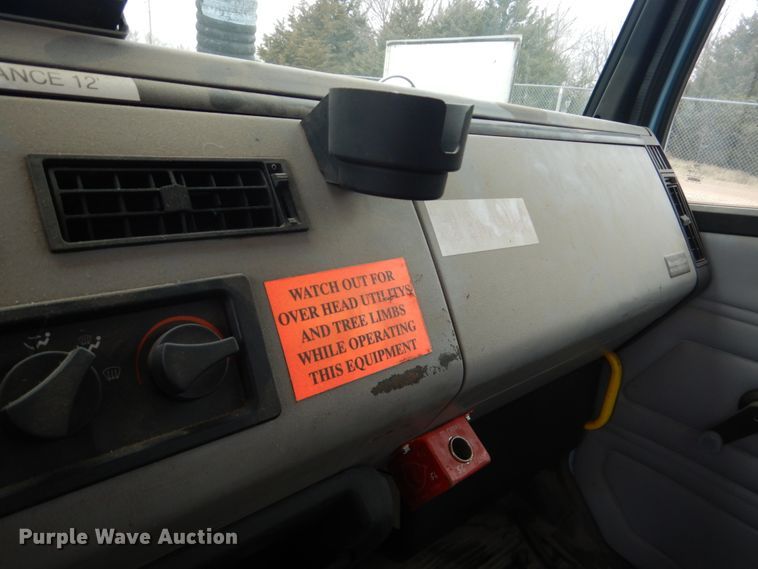 ANCE 12'
WATCH OUT FOR
OVER HEAD UTILITYS
AND TREE LIMBS
WHILE OPERATING
THIS EQUIPMENT
Purple Wave Auction